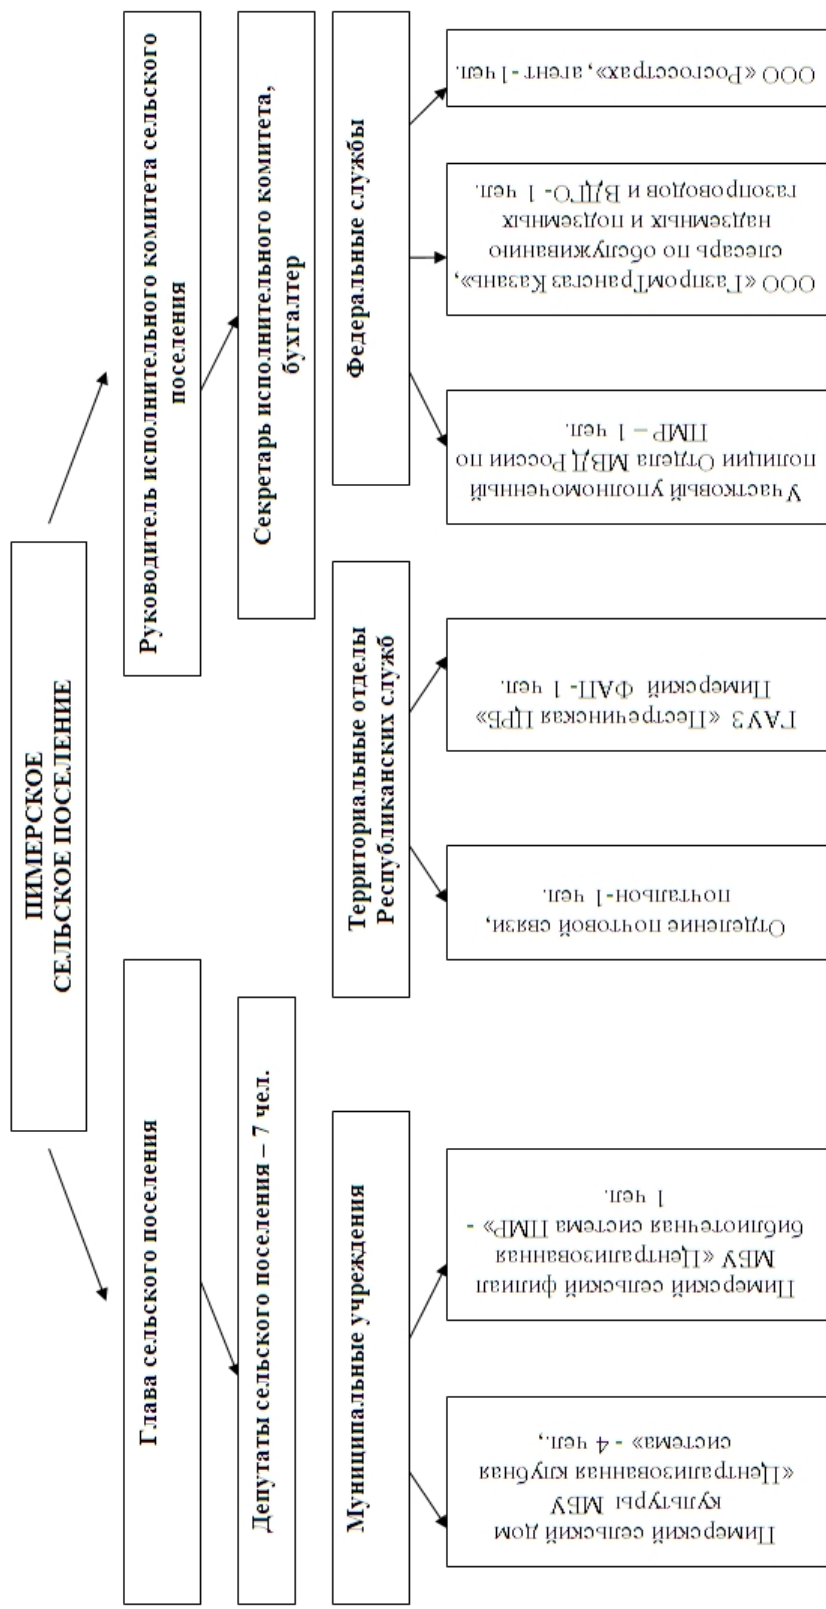 ПИМЕРСКОЕ
СЕЛЬСКОЕ ПОСЕЛЕНИЕ
Глава сельского поселения
Руководитель исполнительного комитета сельского
поселения
Депутаты сельского поселения – 7 чел.
Секретарь исполнительного комитета,
бухгалтер
Муниципальные учреждения
Территориальные отделы
Республиканских служб
Федеральные службы
Пимерский сельский дом
культуры МБУ
«Централизованная клубная
система» - 4 чел.,
Пимерский сельский филиал
МБУ «Централизованная
библиотечная система ПМР» -
1 чел.
Отделение почтовой связи,
почтальон-1 чел.
ГАУЗ «Пестречинская ЦРБ»
Пимерский ФАП- 1 чел.
Участковый уполномоченный
полиции Отдела МВД России по
ПМР – 1 чел.
ООО «ГазпромТрансгаз Казань»,
слесарь по обслуживанию
надземных и подземных
газопроводов и ВДГО- 1 чел.
ООО «Росгосстрах», агент -1чел.